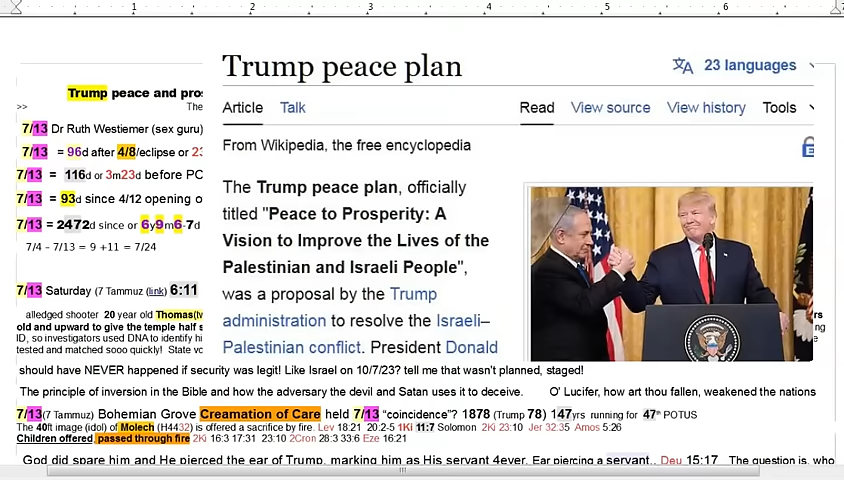 1 2 3 4 5 6 7
Trump peace plan
23 languages
Trump peace and pros
Article Talk Read View source View history Tools
>> The
7/13 Dr Ruth Westiemer (sex guru)
From Wikipedia, the free encyclopedia
7/13 = 96d after 4/8/eclipse or 23
7/13 = 116d or 3m23d before PO
The Trump peace plan, officially
7/13 = 93d since 4/12 opening o
titled "Peace to Prosperity: A
7/13 = 2472d since or 6y9m6-7d
Vision to Improve the Lives of the
7/4 – 7/13 = 9 +11 = 7/24
Palestinian and Israeli People",
7/13 Saturday (7 Tammuz (link) 6:11
was a proposal by the Trump
alledged shooter 20 year old Thomas(tw
administration to resolve the Israeli–
old and upward to give the temple half s
ID, so investigators used DNA to identify hi
Palestinian conflict. President Donald
tested and matched sooo quickly! State vo
should have NEVER happened if security was legit! Like Israel on 10/7/23? tell me that wasn't planned, staged!
The principle of inversion in the Bible and how the adversary the devil and Satan uses it to deceive. O' Lucifer, how art thou fallen, weakened the nations
7/13(7 Tammuz) Bohemian Grove Creamation of Care held 7/13 "coincidence"? 1878 (Trump 78) 147yrs running for 47th POTUS
The 40ft image (idol) of Molech (H4432) is offered a sacrifice by fire. Lev 18:21 20:2-5 1Ki 11:7 Solomon 2Ki 23:10 Jer 32:35 Amos 5:26
Children offered, passed through fire 2Ki 16:3 17:31 23:10 2Cron 28:3 33:6 Eze 16:21
God did spare him and He pierced the ear of Trump, marking him as His servant 4ever. Ear piercing a servant.. Deu 15:17 The question is, who